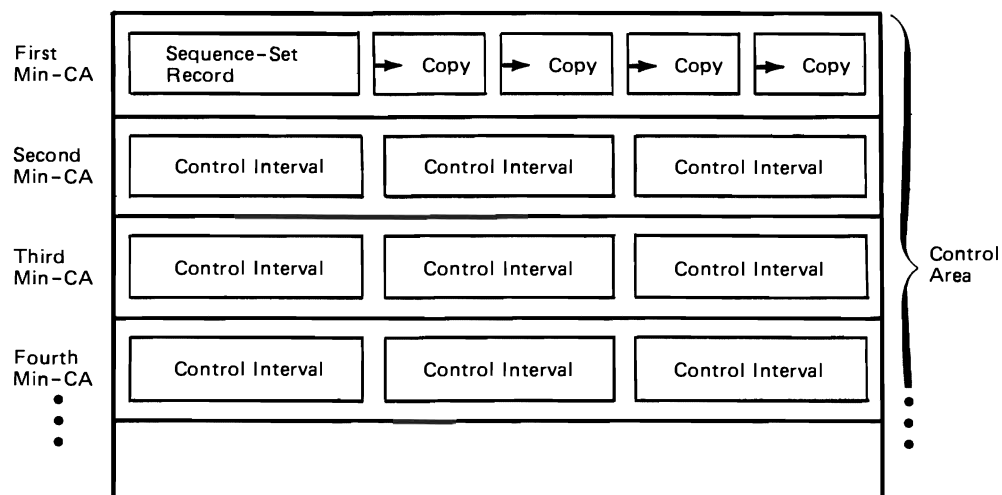 First
Min-CA
Sequence-Set
Record
Copy
Copy
Copy
Copy
Second
Min-CA
Control Interval
Control Interval
Control Interval
Third
Min-CA
Control Interval
Control Interval
Control Interval
Control
Area
Fourth
Min-CA
Control Interval
Control Interval
Control Interval